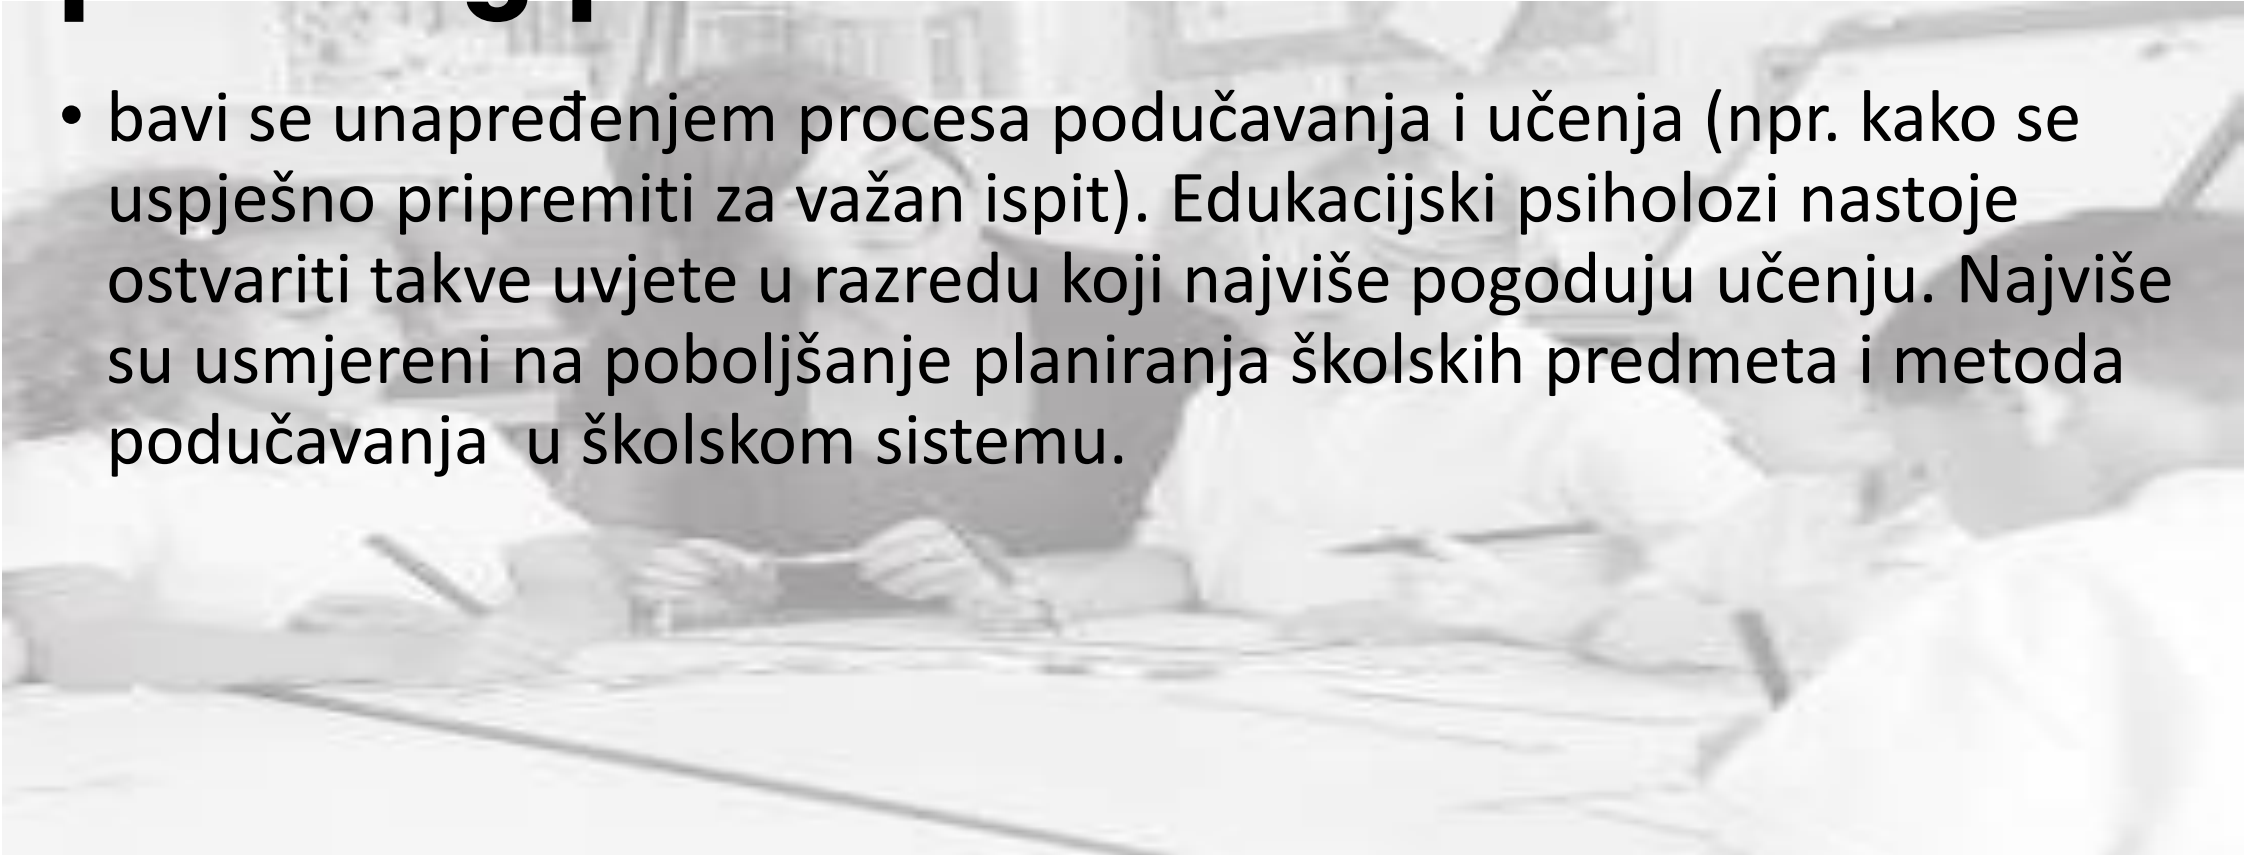 • bavi se unapređenjem procesa podučavanja i učenja (npr. kako se
uspješno pripremiti za važan ispit). Edukacijski psiholozi nastoje
ostvariti takve uvjete u razredu koji najviše pogoduju učenju. Najviše
su usmjereni na poboljšanje planiranja školskih predmeta i metoda
podučavanja  u školskom sistemu.